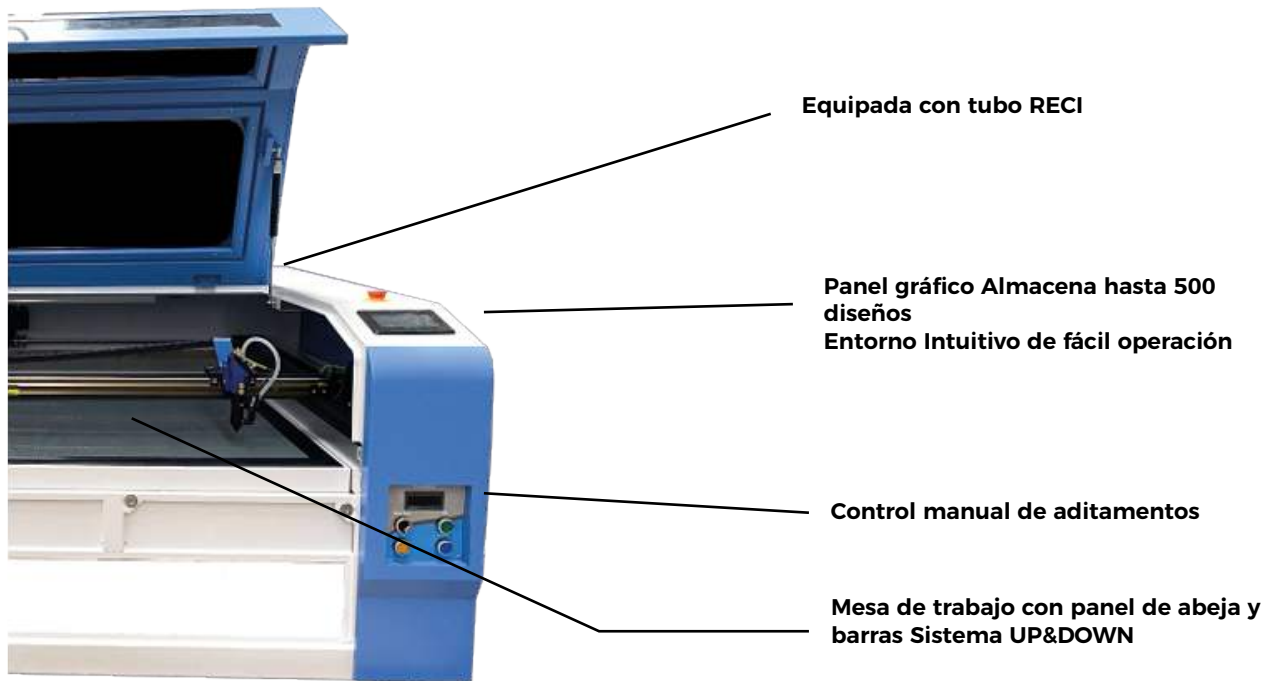 Equipada con tubo RECI
Panel gráfico Almacena hasta 500
diseños
Entorno Intuitivo de fácil operación
Control manual de aditamentos
Mesa de trabajo con panel de abeja y
barras Sistema UP&DOWN